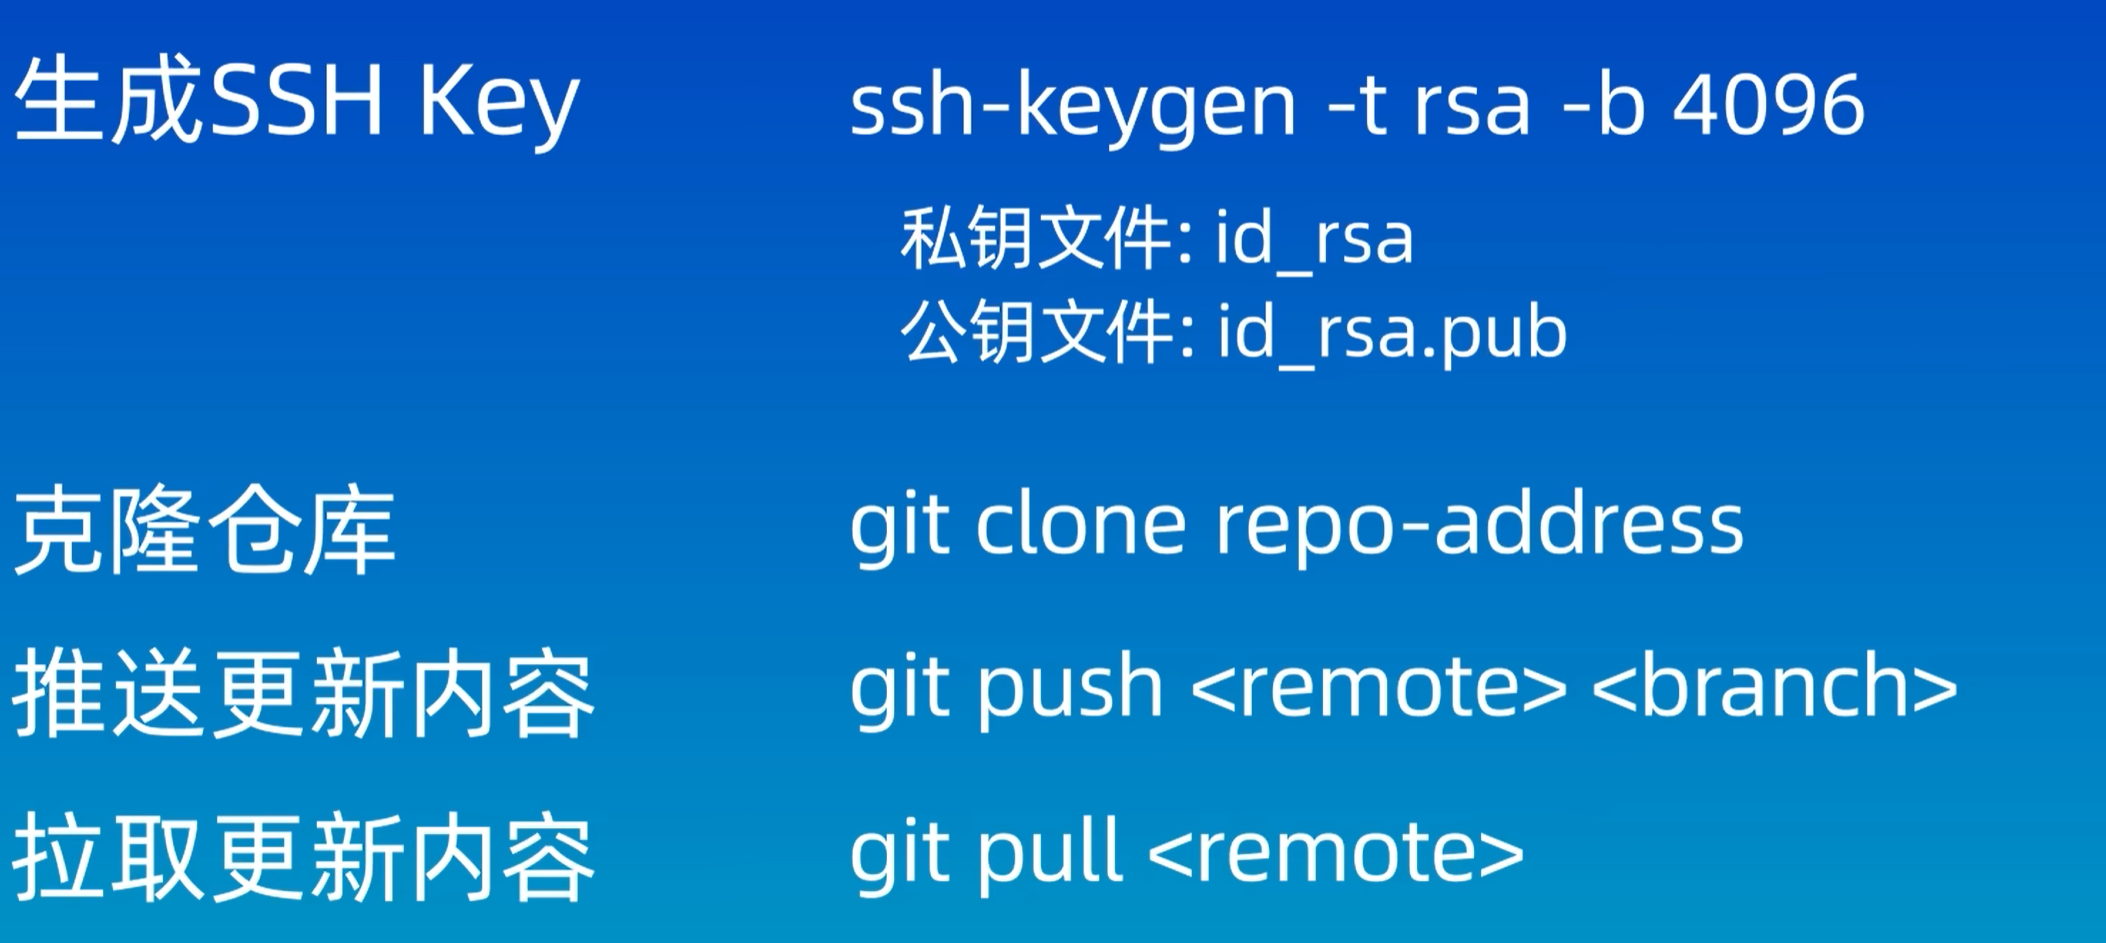 生成SSH Key ssh-keygen -t rsa -b 4096
私钥文件: id_rsa
公钥文件: id_rsa.pub
克隆仓库 git clone repo-address
推送更新内容 git push <remote> <branch>
拉取更新内容 git pull <remote>